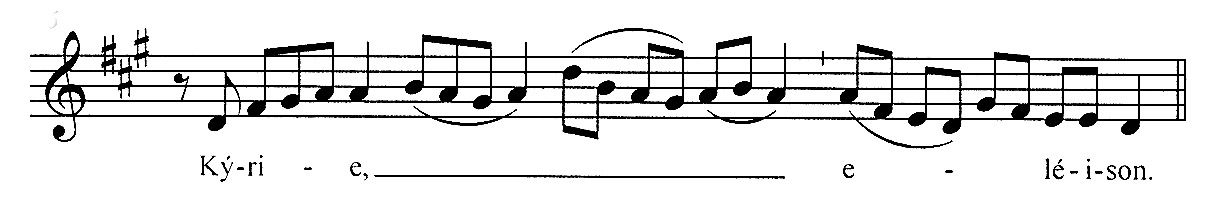 Ký-ri - e, e - lé-i-son.